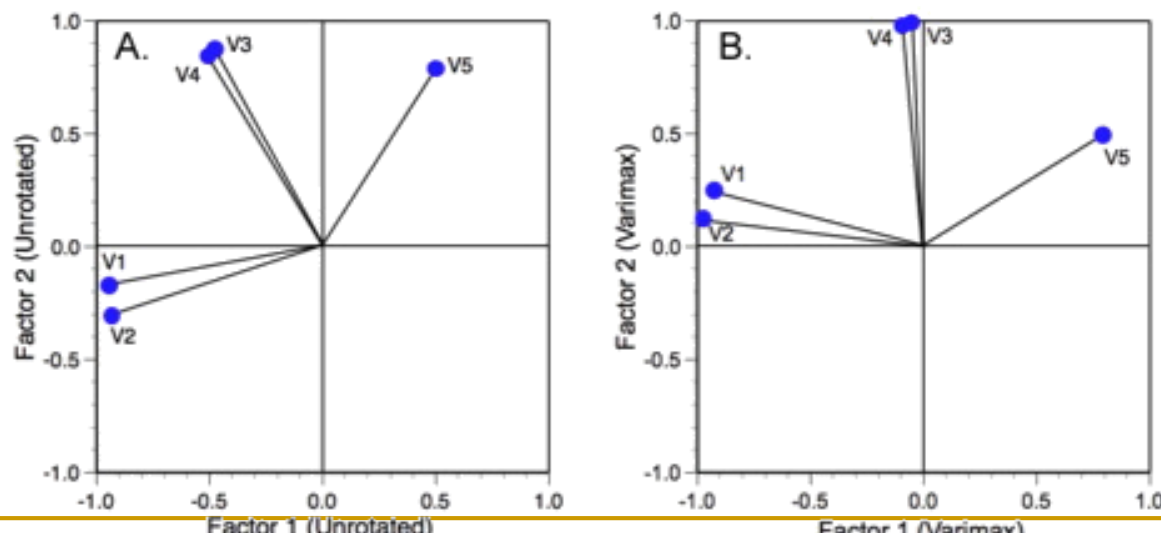 A.
1.0
0.5
0.0
-0.5
-1.0
Factor 2 (Unrotated)
V3
V4
V5
V1
V2
-1.0 -0.5 0.0 0.5 1.0
Factor 1 (Unrotated)
B.
1.0
0.5
0.0
-0.5
-1.0
Factor 2 (Varimax)
V4 V3
V5
V1
V2
-1.0 -0.5 0.0 0.5 1.0
Factor 1 (Varimax)